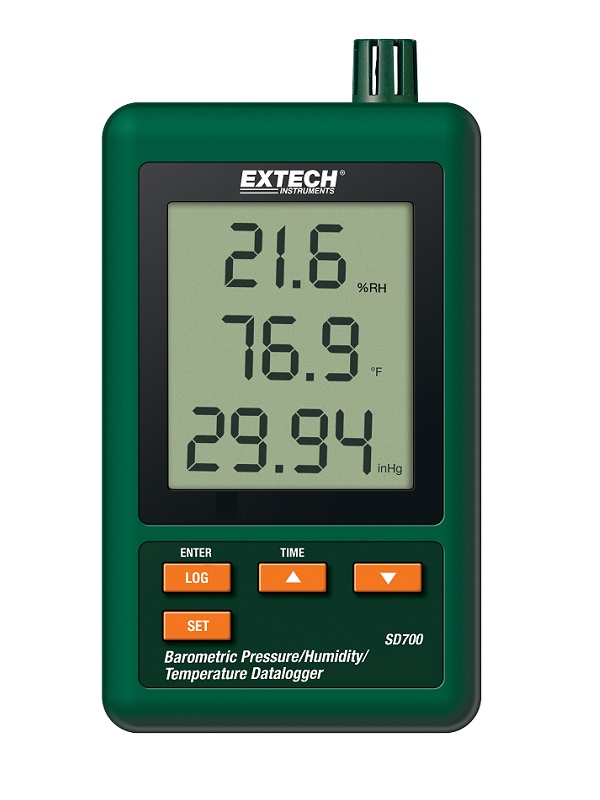 EXTECH®
INSTRUMENTS
21.6 %RH
76.9 °F
29.94 inHg
ENTER TIME
LOG ▲ ▼
SET
SD700
Barometric Pressure/Humidity/
Temperature Datalogger